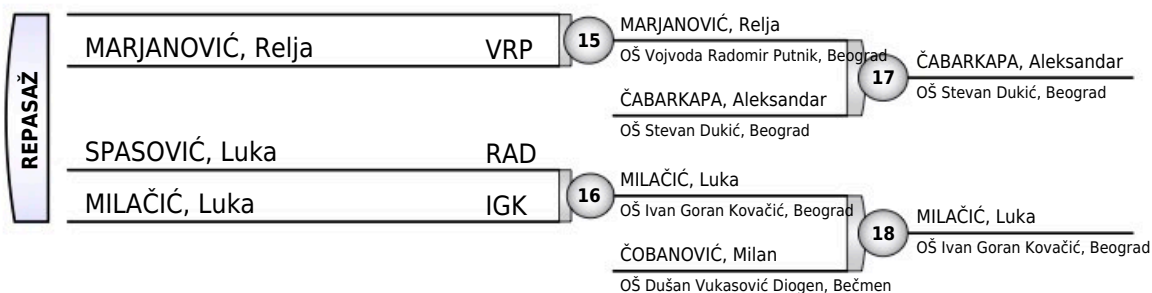 REPASAŽ
MARJANOVIĆ, Relja VRP
15
MARJANOVIĆ, Relja
OŠ Vojvoda Radomir Putnik, Beograd
ČABARKAPA, Aleksandar
OŠ Stevan Dukić, Beograd
17
ČABARKAPA, Aleksandar
OŠ Stevan Dukić, Beograd
SPASOVIĆ, Luka RAD
MILAČIĆ, Luka IGK
16
MILAČIĆ, Luka
OŠ Ivan Goran Kovačić, Beograd
ČOBANOVIĆ, Milan
OŠ Dušan Vukasović Diogen, Bečmen
18
MILAČIĆ, Luka
OŠ Ivan Goran Kovačić, Beograd